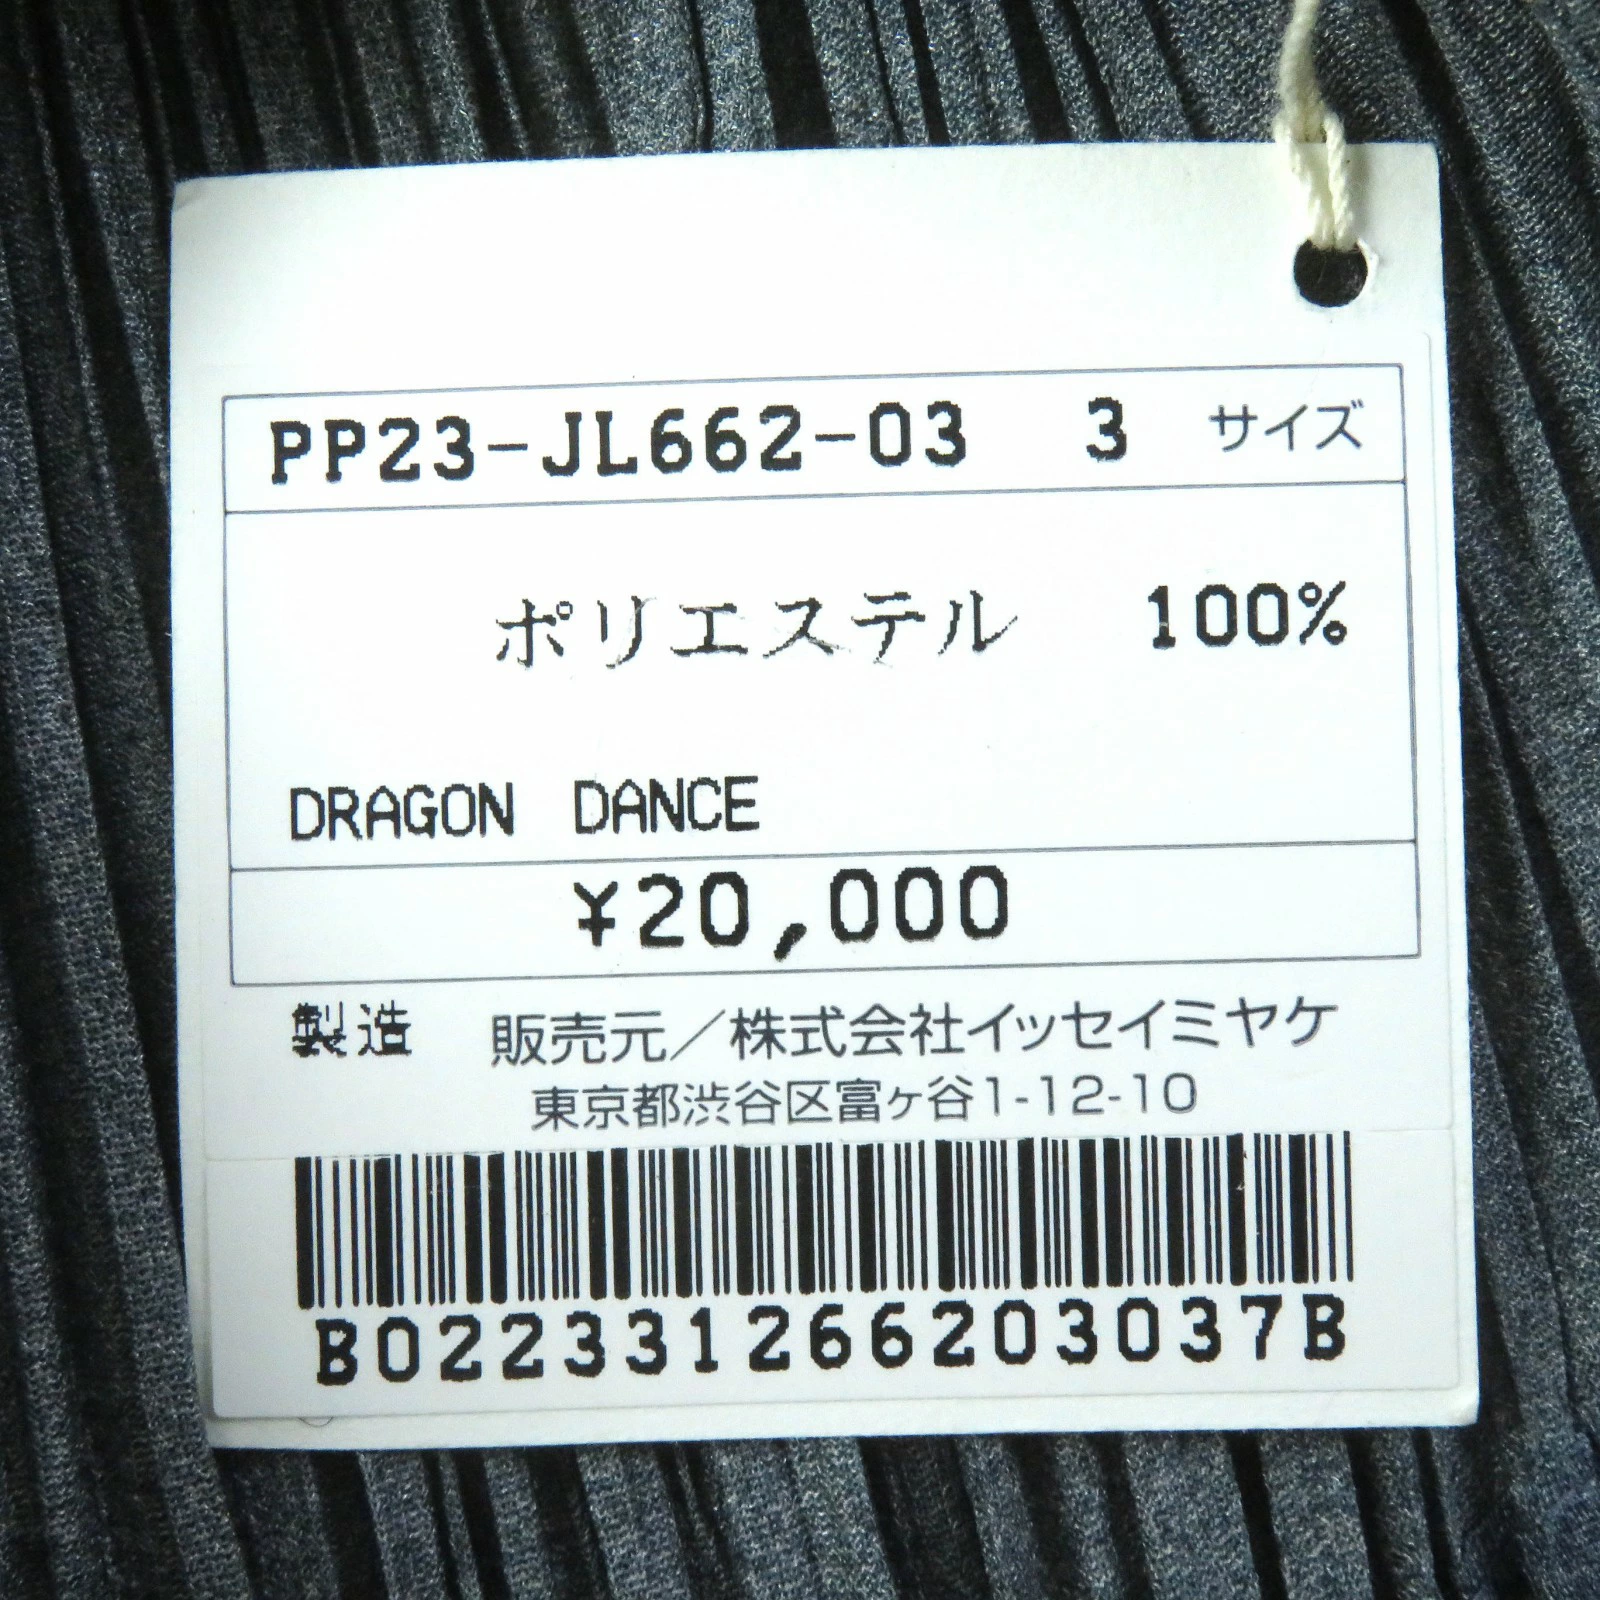 PP23-JL662-03 3 サイズ
ポリエステル 100%
DRAGON DANCE
¥20,000
製造 販売元／株式会社イッセイミヤケ
東京都渋谷区富ヶ谷1-12-10
B022331266203037B